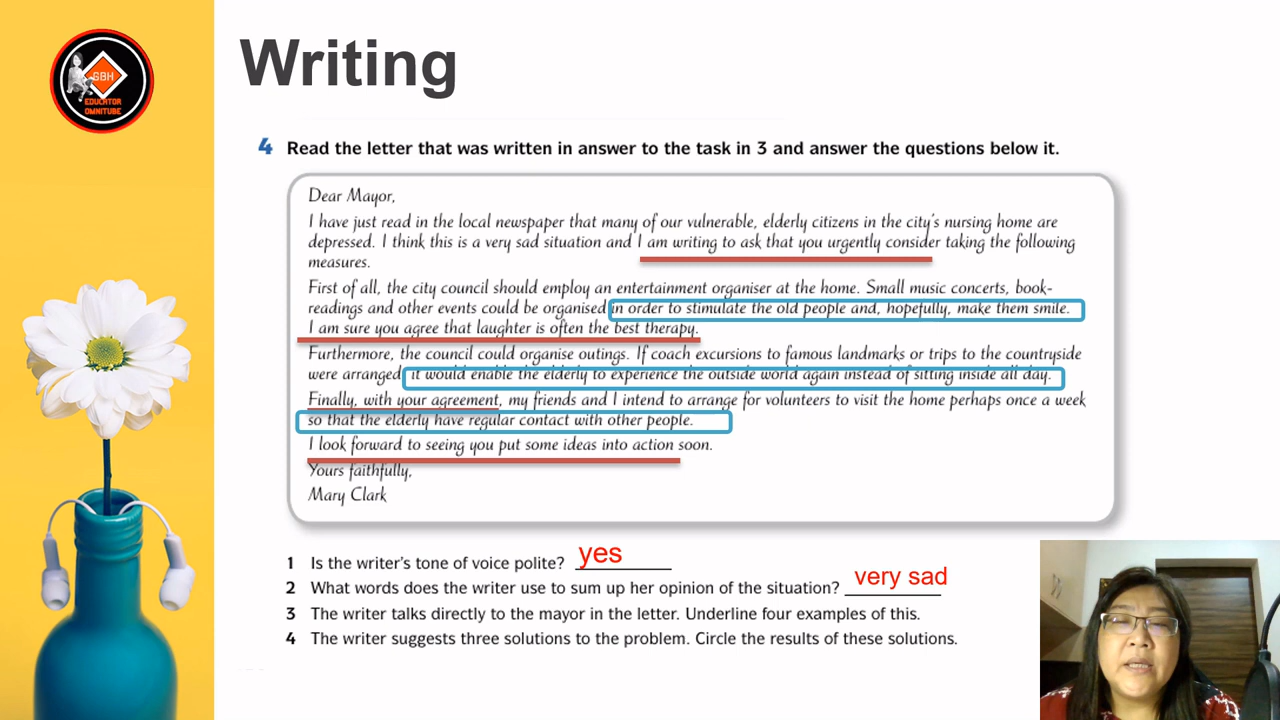 GBH
EDUCATOR
OMNITUBE
Writing
4 Read the letter that was written in answer to the task in 3 and answer the questions below it.
Dear Mayor,
I have just read in the local newspaper that many of our vulnerable, elderly citizens in the city's nursing home are
depressed. I think this is a very sad situation and I am writing to ask that you urgently consider taking the following
measures.
First of all, the city council should employ an entertainment organiser at the home. Small music concerts, book-
readings and other events could be organised in order to stimulate the old people and, hopefully, make them smile.
I am sure you agree that laughter is often the best therapy.
Furthermore, the council could organise outings. If coach excursions to famous landmarks or trips to the countryside
were arranged it would enable the elderly to experience the outside world again instead of sitting inside all day.
Finally, with your agreement, my friends and I intend to arrange for volunteers to visit the home perhaps once a week
so that the elderly have regular contact with other people.
I look forward to seeing you put some ideas into action soon.
Yours faithfully,
Mary Clark
1 Is the writer's tone of voice polite? yes
2 What words does the writer use to sum up her opinion of the situation? very sad
3 The writer talks directly to the mayor in the letter. Underline four examples of this.
4 The writer suggests three solutions to the problem. Circle the results of these solutions.